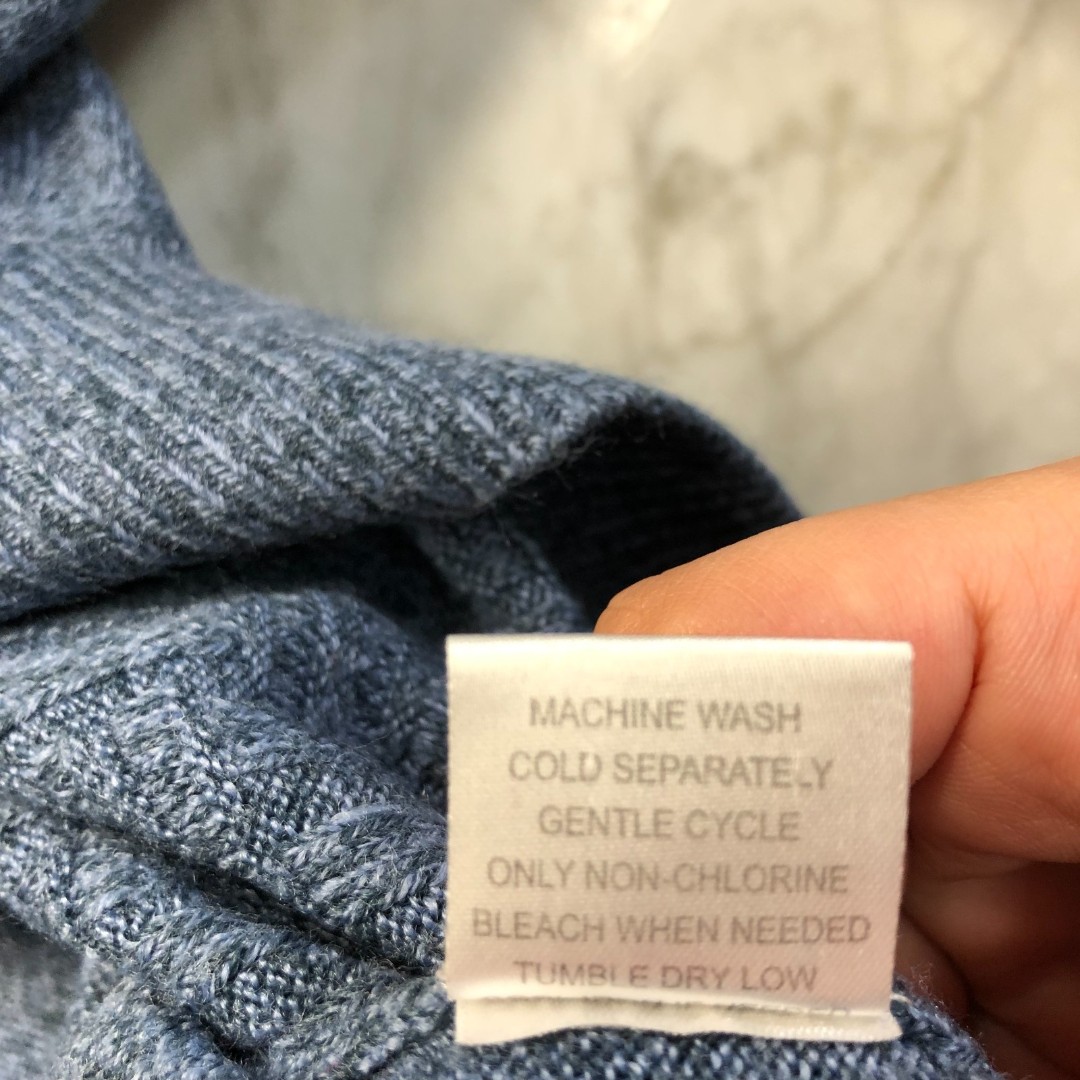 MACHINE WASH
COLD SEPARATELY
GENTLE CYCLE
ONLY NON-CHLORINE
BLEACH WHEN NEEDED
TUMBLE DRY LOW